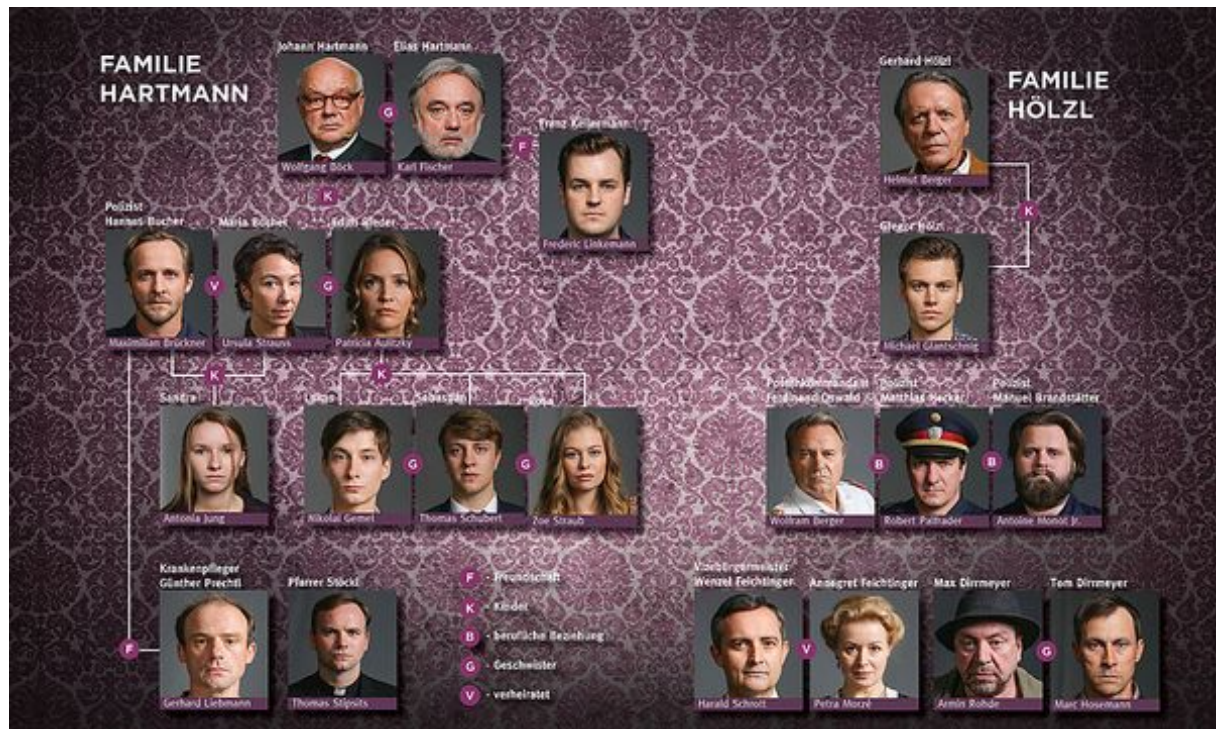 FAMILIE
HARTMANN
Johann Hartmann
Elias Hartmann
G
Wolfgang Böck
Karl Fischer
F
Franz Kellermann
Frederic Linkemann
Gerhard Hölzl
FAMILIE
HÖLZL
Helmut Berger
K
Gregor Hölzl
Michael Glantschnig
K
Polizist
Hannes Bucher
Maria Bucher
Edith Rieder
V
G
Maximilian Brückner
Ursula Strauss
Patricia Aulitzky
K
K
Sandra
Lukas
Sebastian
G
G
Antonia Jung
Nikolai Gemel
Thomas Schubert
Zoe Straub
Polizeikommandant
Ferdinand Oswald
Polizist
Matthias Hecker
Polizist
Manuel Brandstätter
B
B
Wolfram Berger
Robert Palfrader
Antoine Monot Jr.
Krankenpfleger
Günther Prechtl
Pfarrer Stöckl
F
Gerhard Liebmann
Thomas Stipsits
F - Freundschaft
K - Kinder
B - berufliche Beziehung
G - Geschwister
V - verheiratet
Vizebürgermeister
Wenzel Feichtinger
Annegret Feichtinger
Max Dirrmeyer
Tom Dirrmeyer
V
G
Harald Schrott
Petra Morzé
Armin Rohde
Marc Hosemann